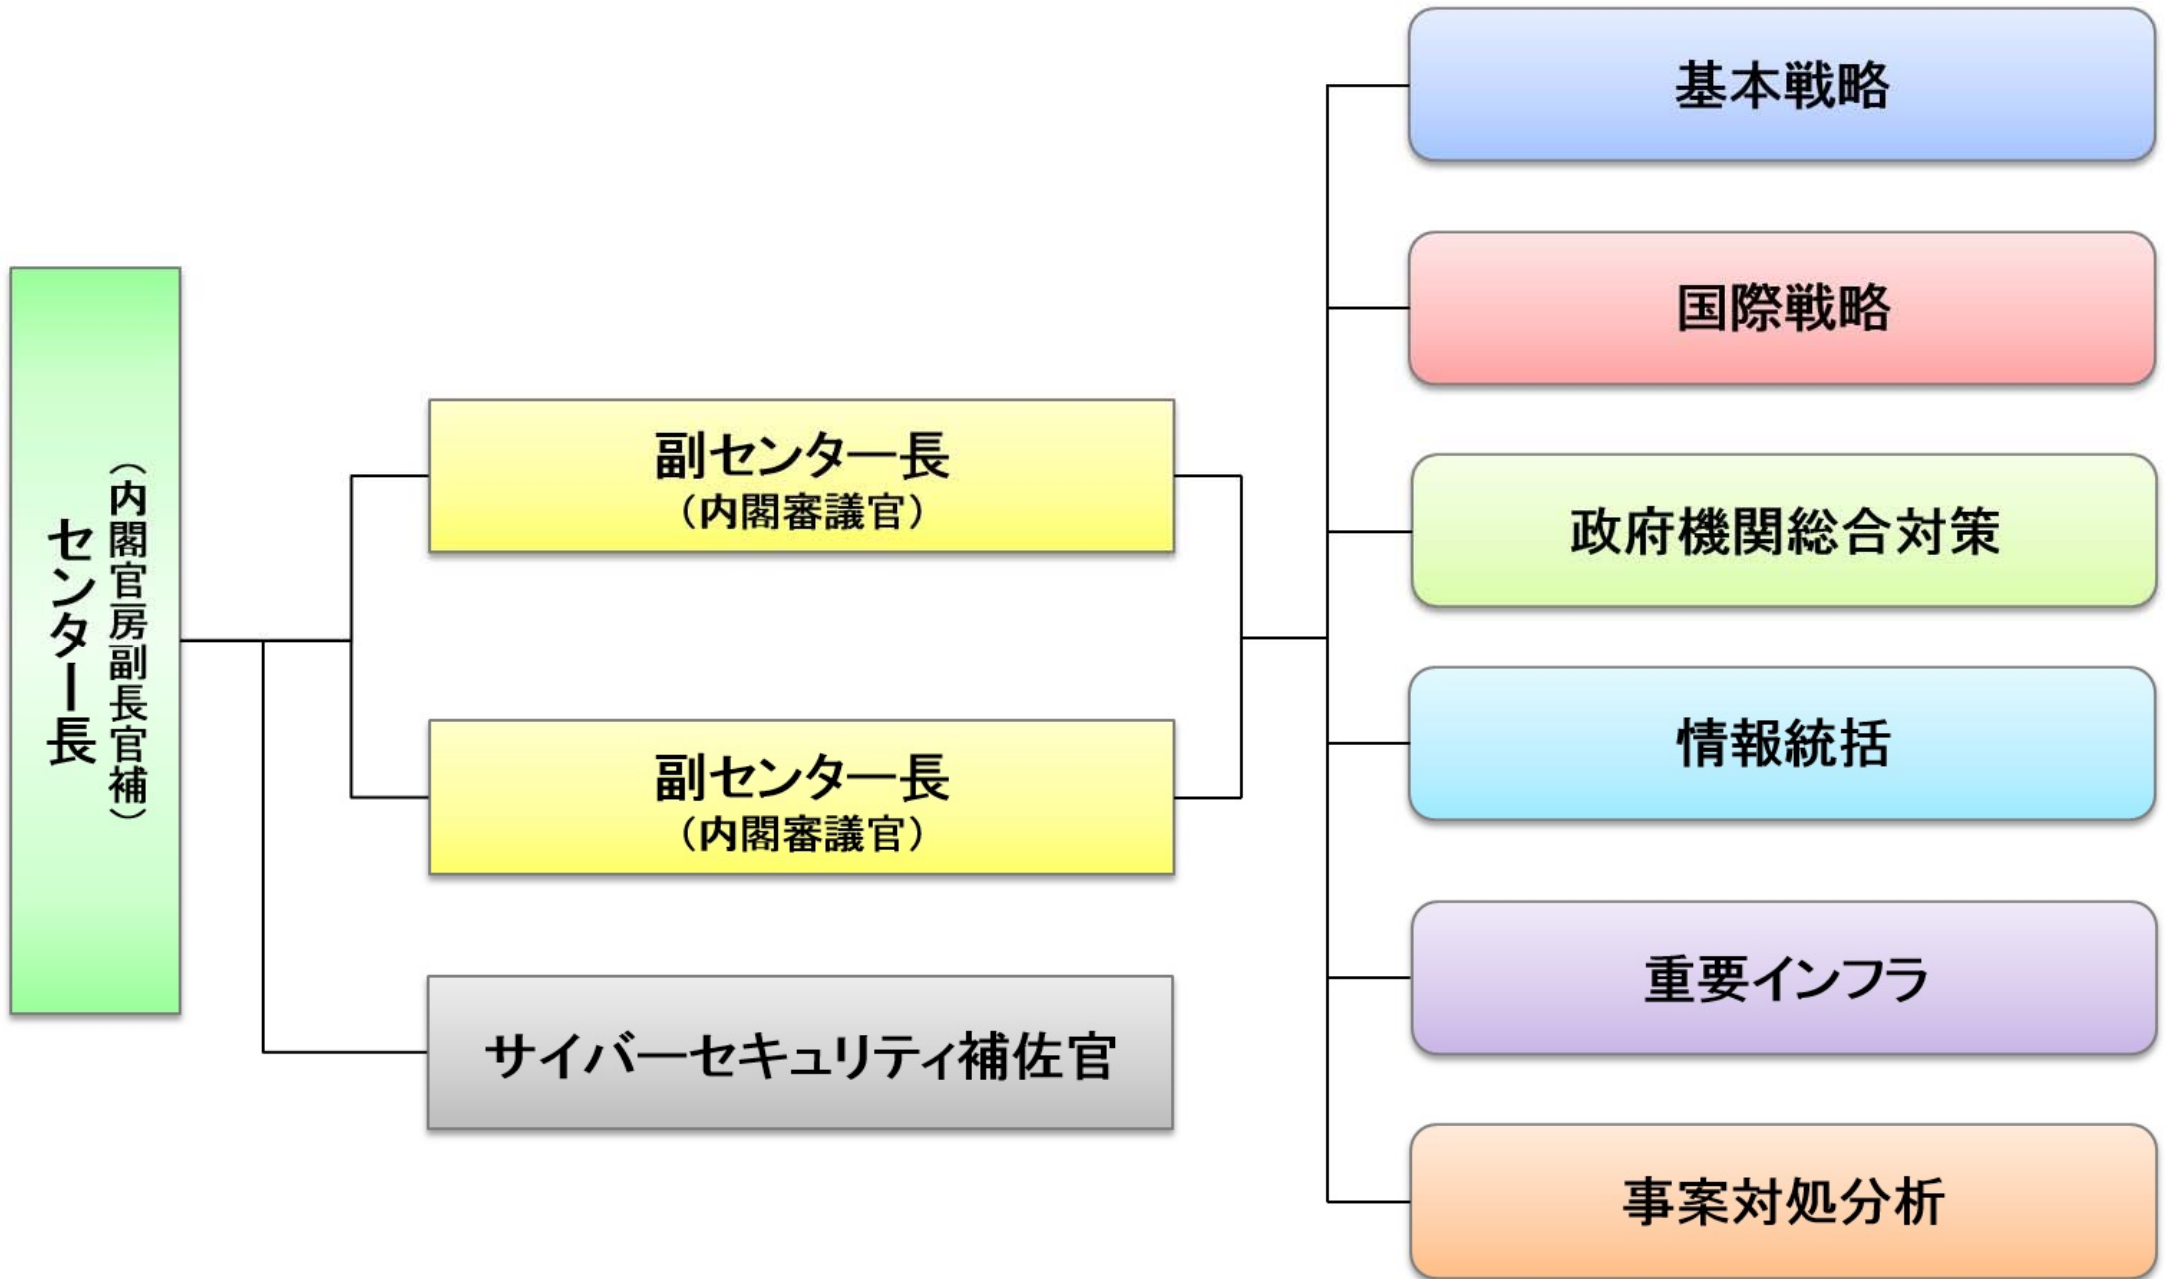 センター長
（内閣官房副長官補）
副センター長
（内閣審議官）
副センター長
（内閣審議官）
サイバーセキュリティ補佐官
基本戦略
国際戦略
政府機関総合対策
情報統括
重要インフラ
事案対処分析